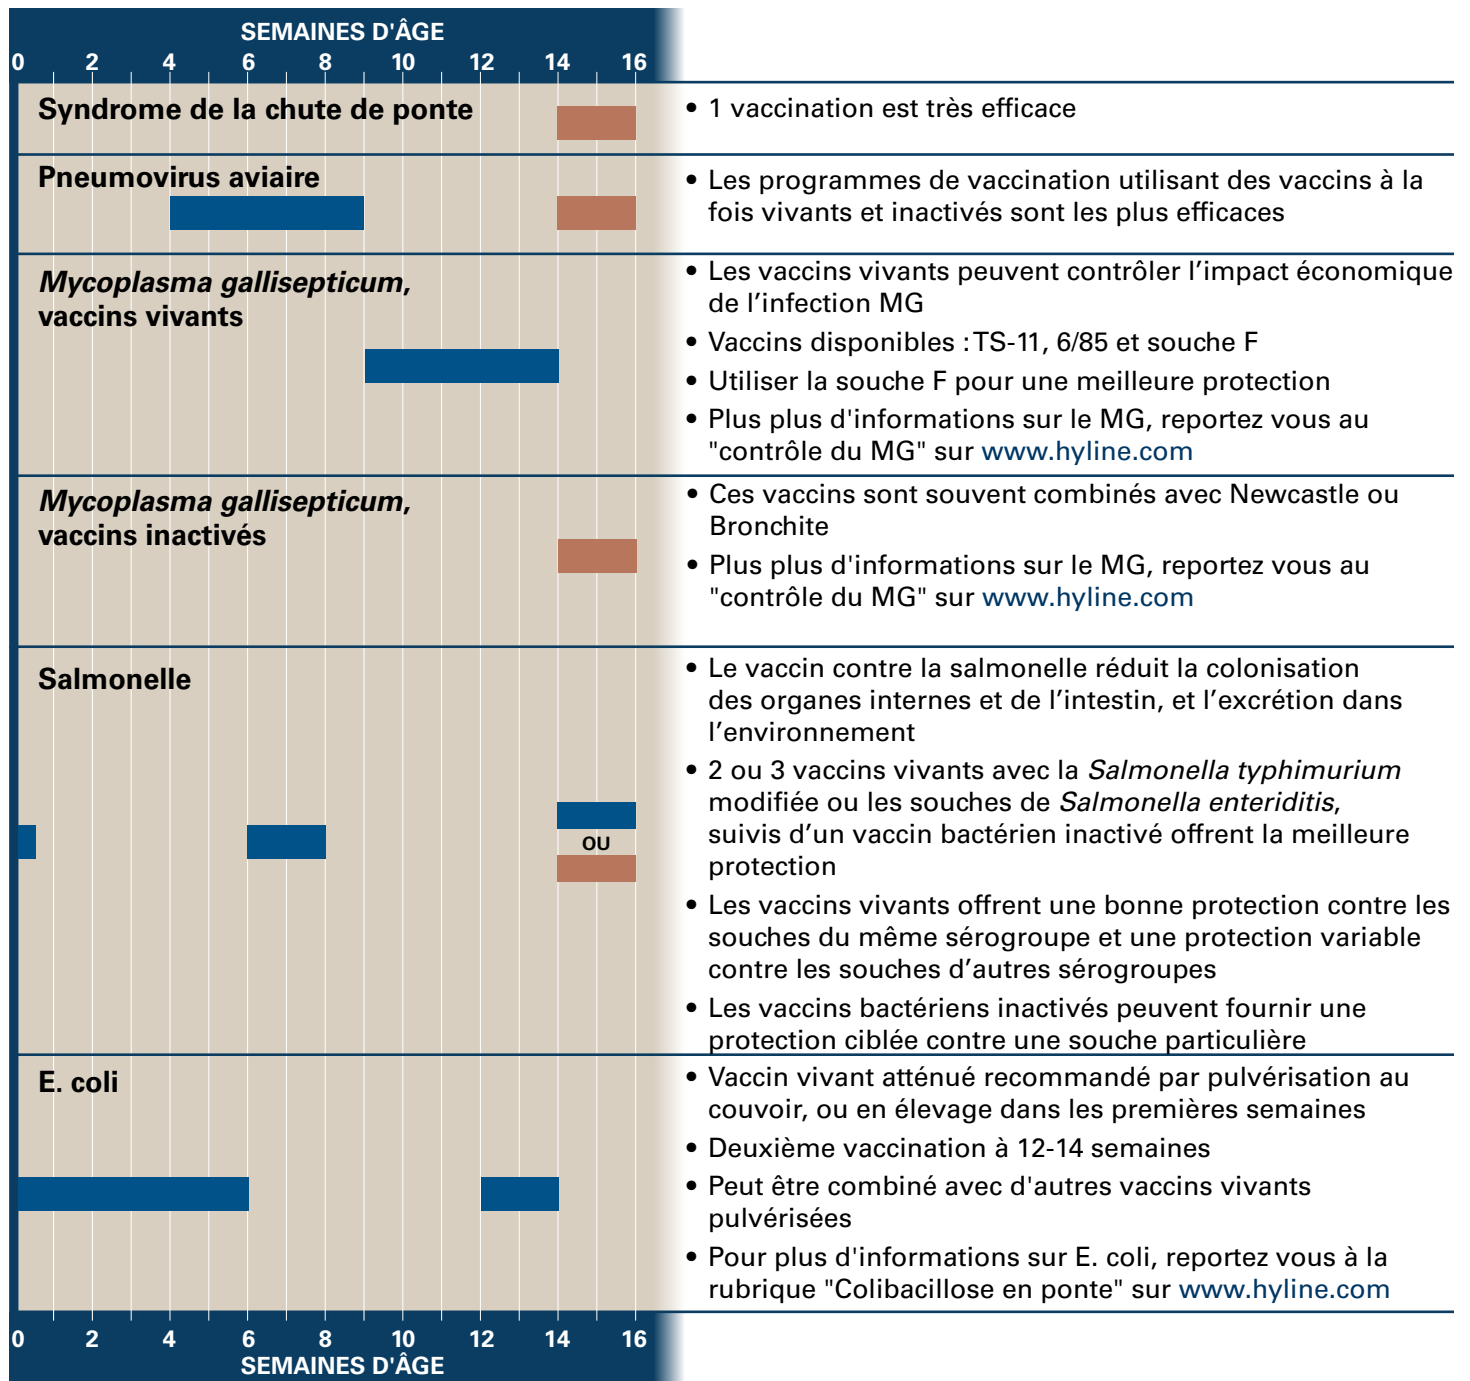 SEMAINES D'ÂGE
0 2 4 6 8 10 12 14 16
Syndrome de la chute de ponte
• 1 vaccination est très efficace
Pneumovirus aviaire
• Les programmes de vaccination utilisant des vaccins à la
fois vivants et inactivés sont les plus efficaces
Mycoplasma gallisepticum,
vaccins vivants
• Les vaccins vivants peuvent contrôler l’impact économique
de l’infection MG
• Vaccins disponibles : TS-11, 6/85 et souche F
• Utiliser la souche F pour une meilleure protection
• Plus plus d'informations sur le MG, reportez vous au
"contrôle du MG" sur www.hyline.com
Mycoplasma gallisepticum,
vaccins inactivés
• Ces vaccins sont souvent combinés avec Newcastle ou
Bronchite
• Plus plus d'informations sur le MG, reportez vous au
"contrôle du MG" sur www.hyline.com
Salmonelle
OU
• Le vaccin contre la salmonelle réduit la colonisation
des organes internes et de l’intestin, et l’excrétion dans
l’environnement
• 2 ou 3 vaccins vivants avec la Salmonella typhimurium
modifiée ou les souches de Salmonella enteriditis,
suivis d’un vaccin bactérien inactivé offrent la meilleure
protection
• Les vaccins vivants offrent une bonne protection contre les
souches du même sérogroupe et une protection variable
contre les souches d’autres sérogroupes
• Les vaccins bactériens inactivés peuvent fournir une
protection ciblée contre une souche particulière
E. coli
• Vaccin vivant atténué recommandé par pulvérisation au
couvoir, ou en élevage dans les premières semaines
• Deuxième vaccination à 12-14 semaines
• Peut être combiné avec d'autres vaccins vivants
pulvérisées
• Pour plus d'informations sur E. coli, reportez vous à la
rubrique "Colibacillose en ponte" sur www.hyline.com
0 2 4 6 8 10 12 14 16
SEMAINES D'ÂGE